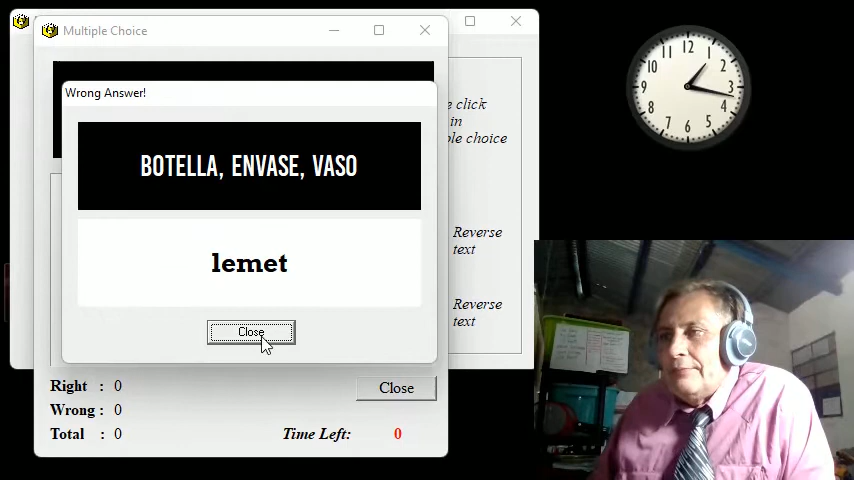 Multiple Choice
Wrong Answer!
BOTELLA, ENVASE, VASO
lemet
Close
e click
in
le choice
Reverse
text
Reverse
text
Right : 0
Wrong : 0
Total : 0
Close
Time Left: 0
12
1
2
3
4
5
6
7
8
9
10
11